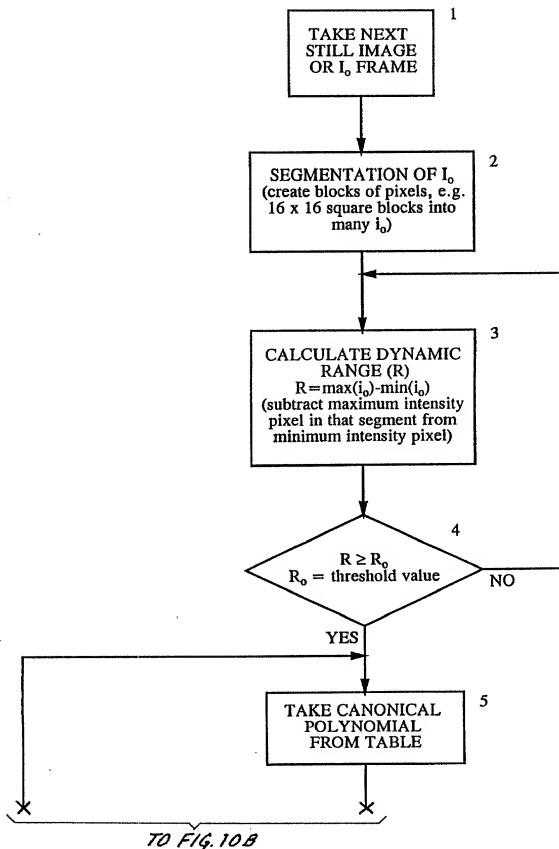 1
TAKE NEXT
STILL IMAGE
OR I₀ FRAME
2
SEGMENTATION OF I₀
(create blocks of pixels, e.g.
16 x 16 square blocks into
many i₀)
3
CALCULATE DYNAMIC
RANGE (R)
R=max(i₀)-min(i₀)
(subtract maximum intensity
pixel in that segment from
minimum intensity pixel)
4
R ≥ R₀
R₀ = threshold value
NO
YES
5
TAKE CANONICAL
POLYNOMIAL
FROM TABLE
TO FIG. 10B